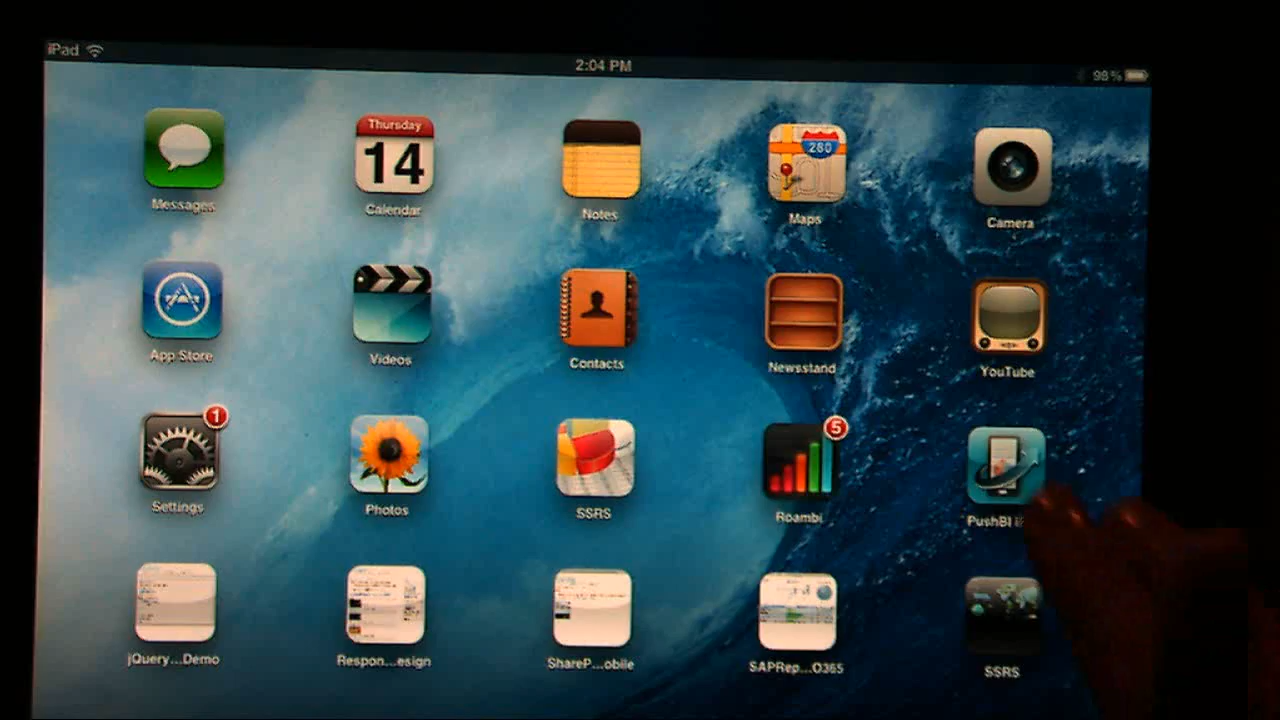 iPad
2:04 PM
98%
Thursday
14
280
Messages
Calendar
Notes
Maps
Camera
App Store
Videos
Contacts
Newsstand
YouTube
1
5
Settings
Photos
SSRS
Roambi
PushBI
jQuery...Demo
Respon...esign
ShareP...obile
SAPRep...O365
SSRS